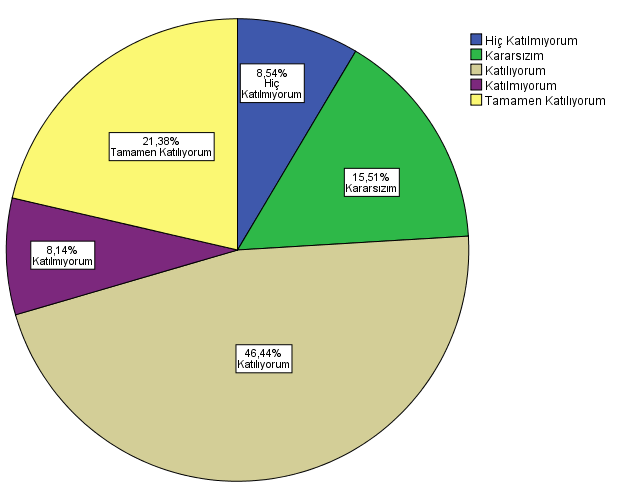 8,54%
Hiç
Katılmıyorum
15,51%
Kararsızım
46,44%
Katılıyorum
8,14%
Katılmıyorum
21,38%
Tamamen Katılıyorum
Hiç Katılmıyorum
Kararsızım
Katılıyorum
Katılmıyorum
Tamamen Katılıyorum